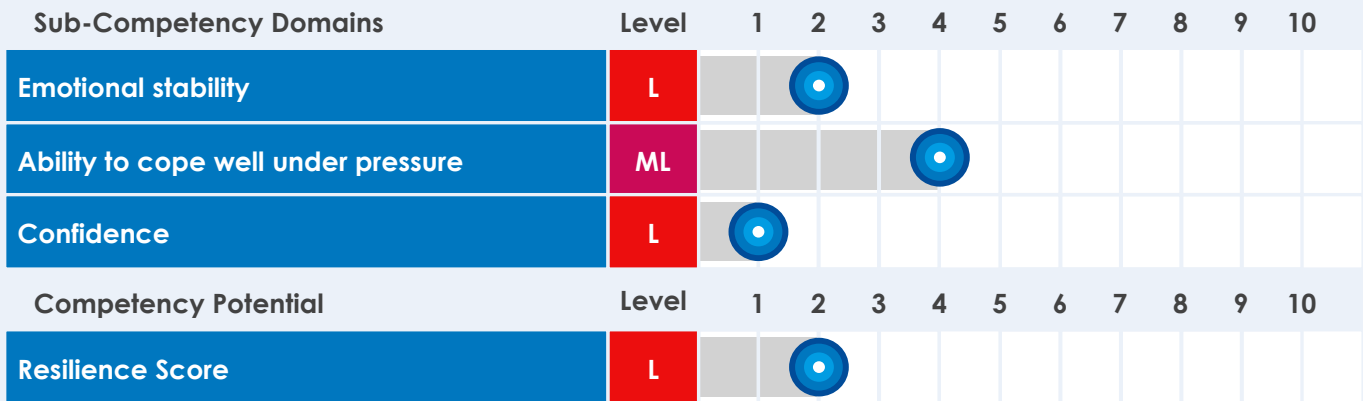 Sub-Competency Domains Level 1 2 3 4 5 6 7 8 9 10
Emotional stability L
Ability to cope well under pressure ML
Confidence L
Competency Potential Level 1 2 3 4 5 6 7 8 9 10
Resilience Score L